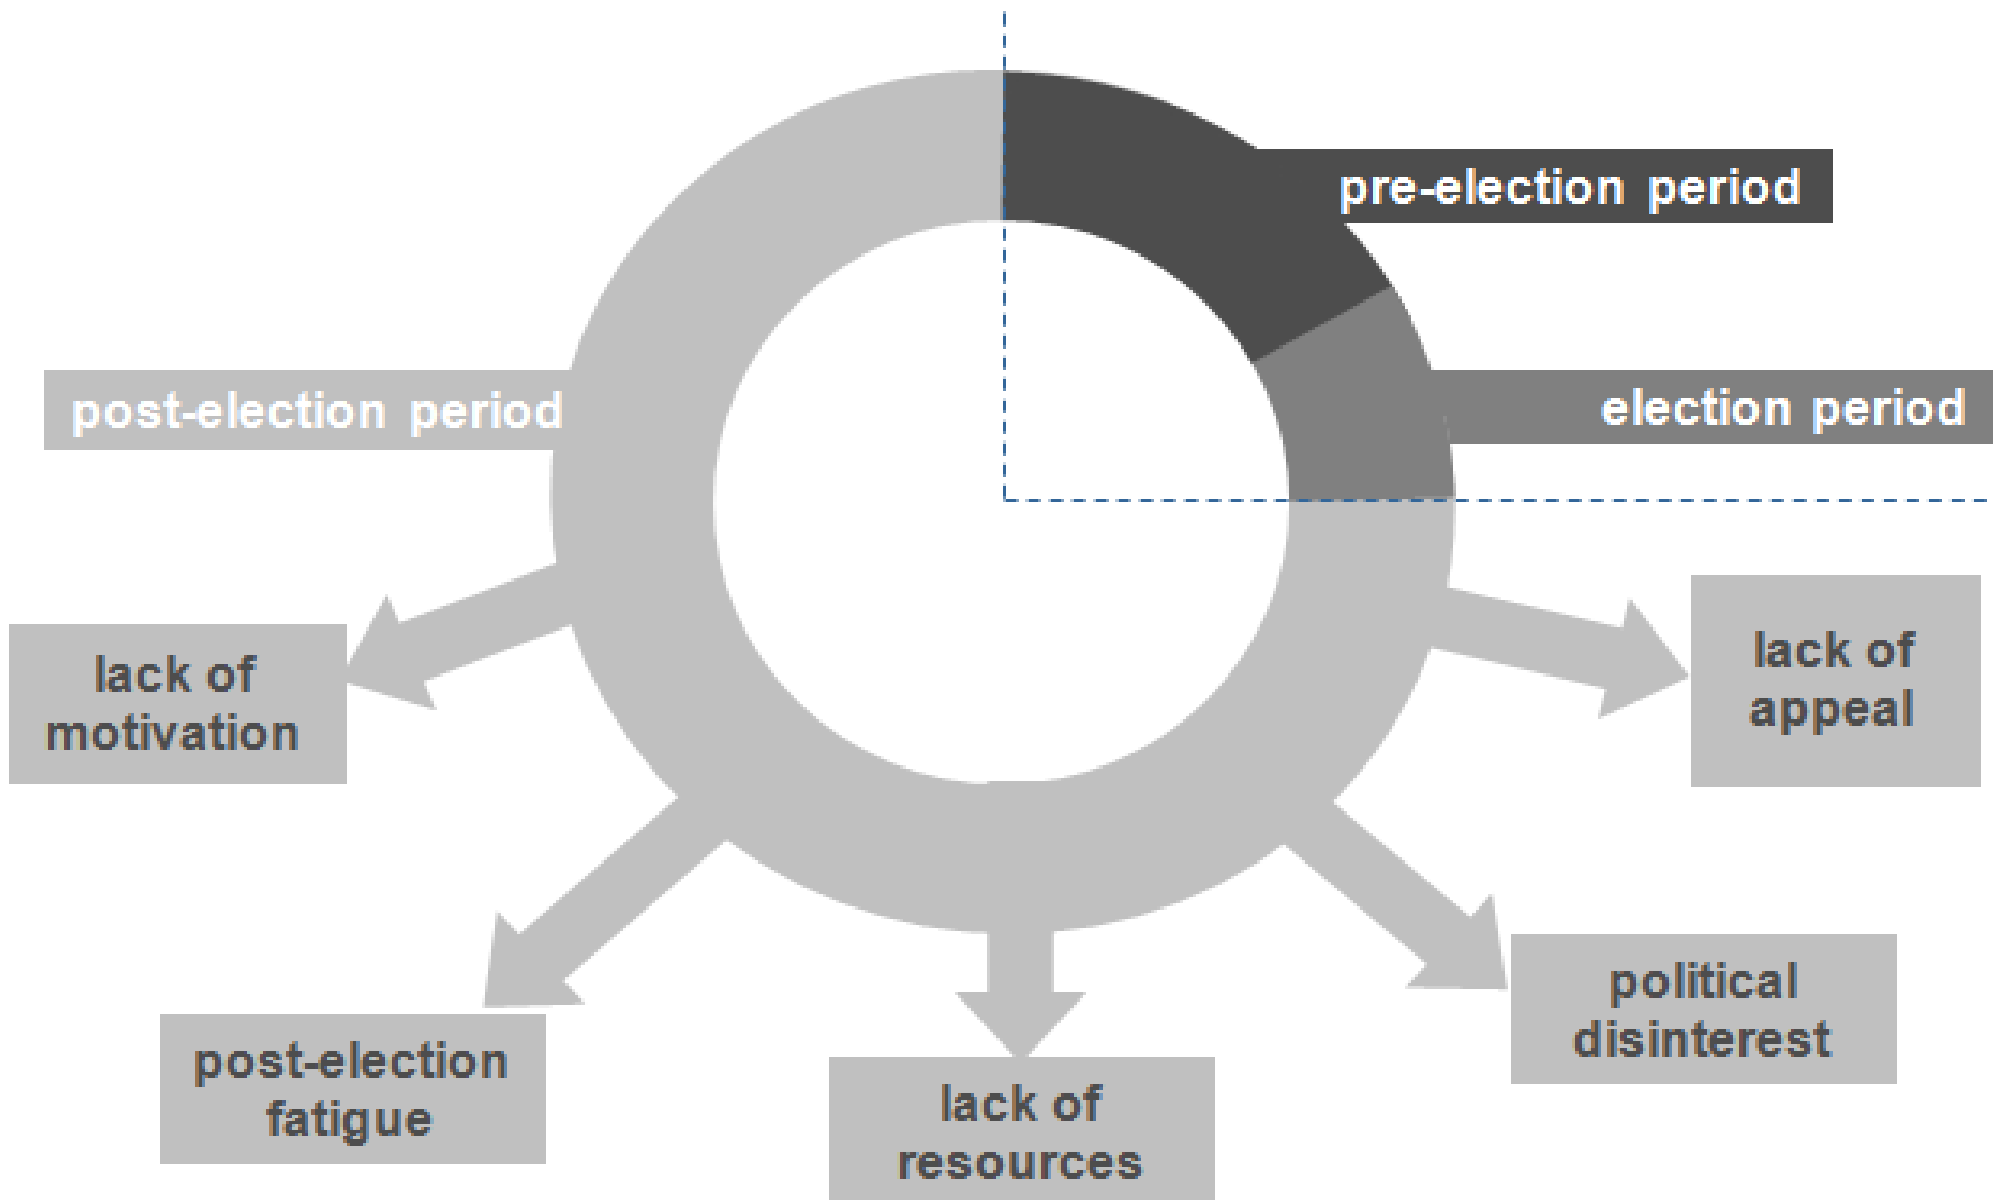 pre-election period
post-election period
election period
lack of
motivation
lack of
appeal
post-election
fatigue
lack of
resources
political
disinterest